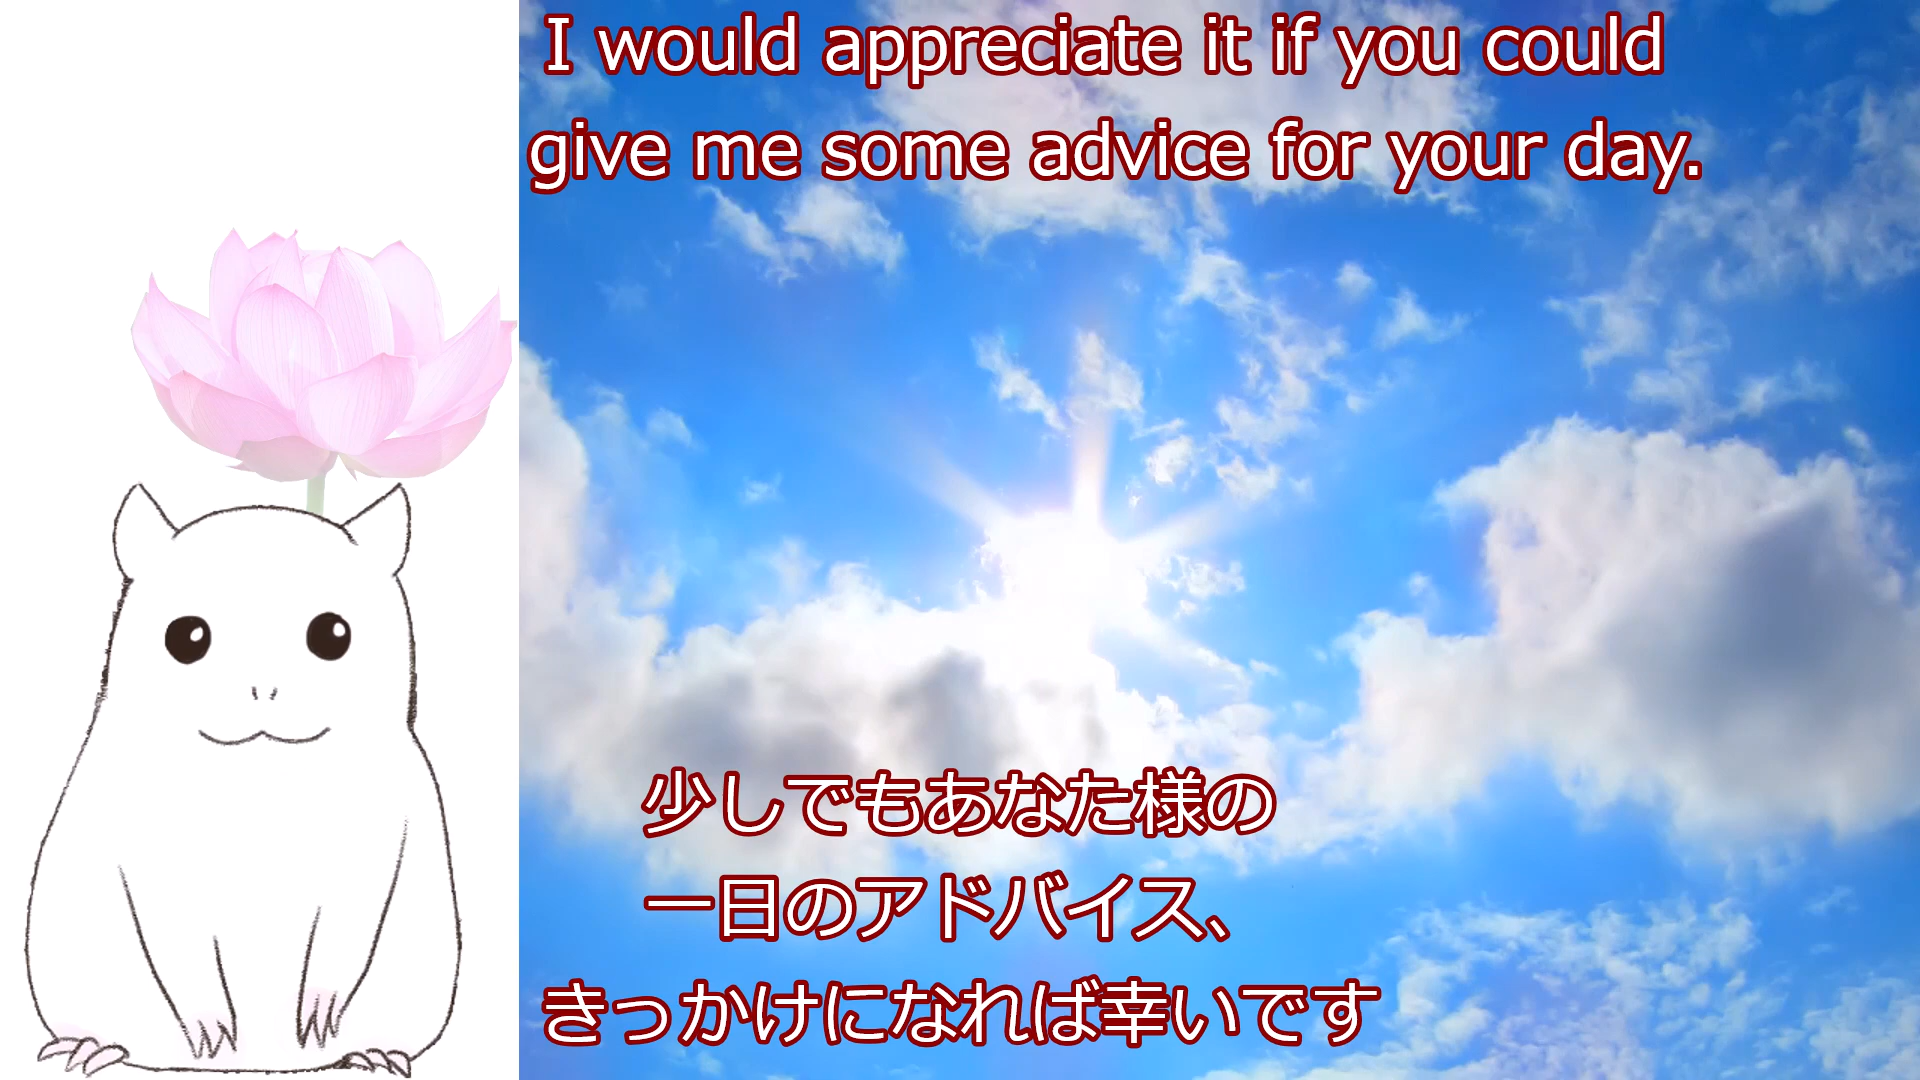 I would appreciate it if you could
give me some advice for your day.
少しでもあなた様の
一日のアドバイス、
きっかけになれば幸いです